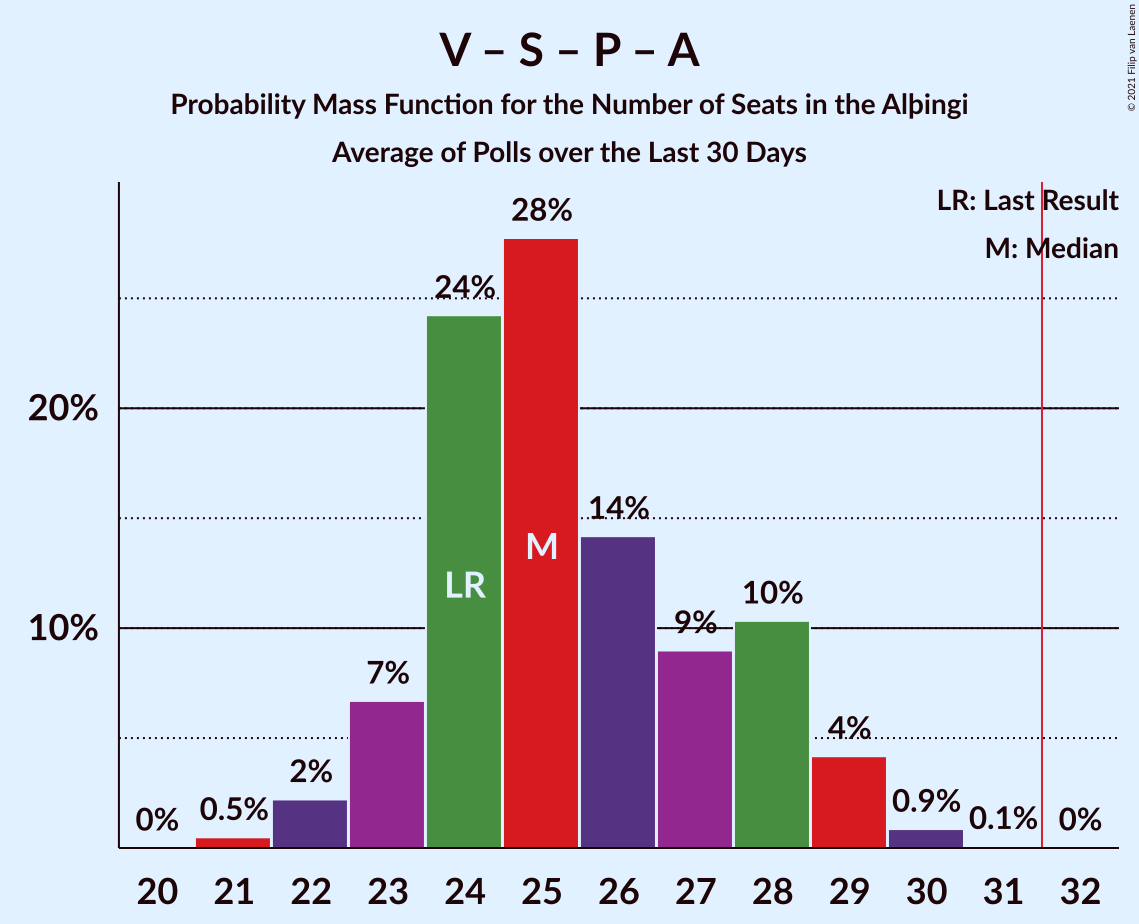 V – S – P – A
Probability Mass Function for the Number of Seats in the Alþingi
Average of Polls over the Last 30 Days
© 2021 Filip van Laenen
LR: Last Result
M: Median
20%
10%
0%
0.5%
2%
7%
24%
28%
14%
9%
10%
4%
0.9%
0.1%
0%
LR
M
20 21 22 23 24 25 26 27 28 29 30 31 32